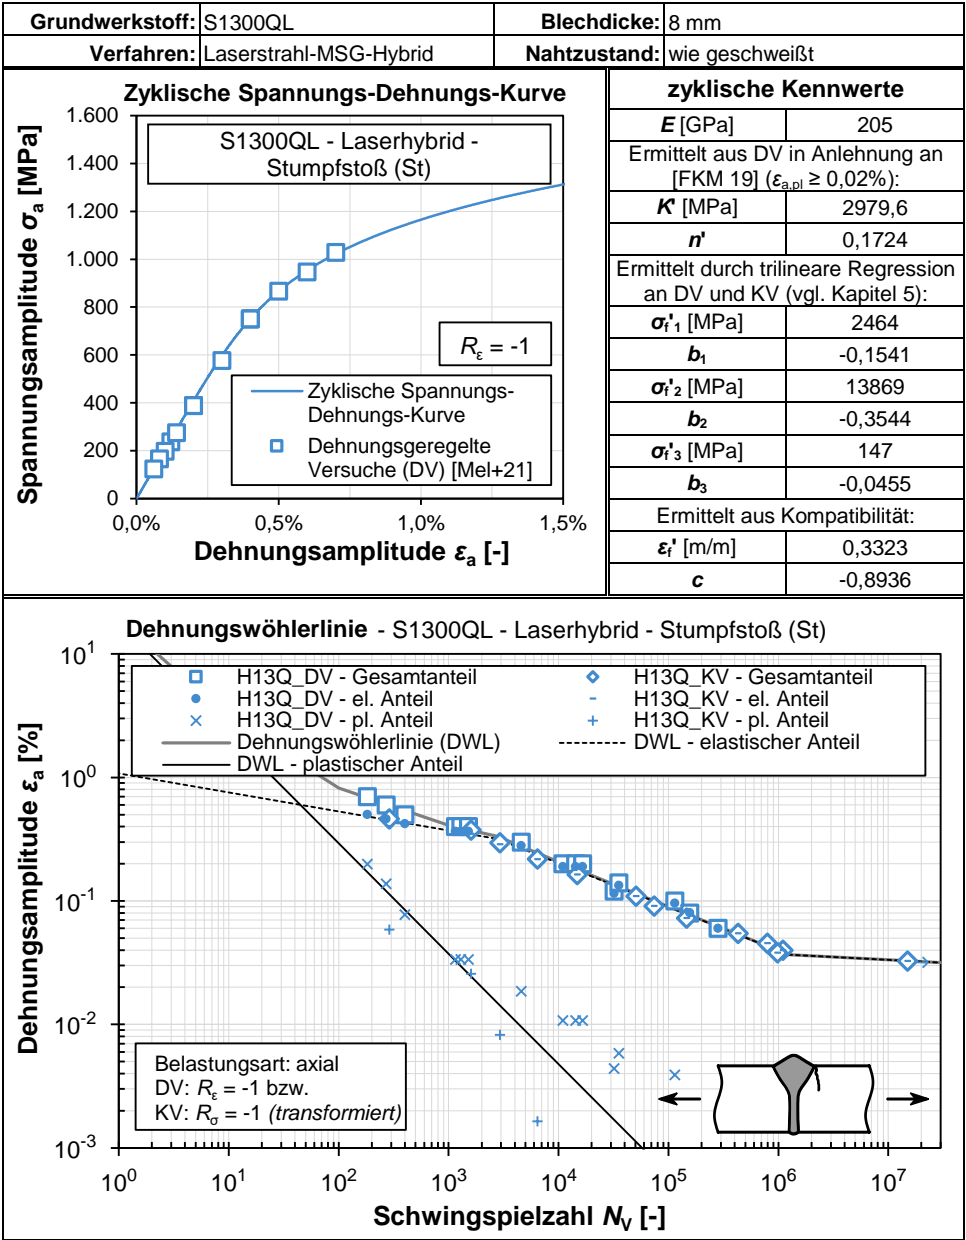 Grundwerkstoff: S1300QL Blechdicke: 8 mm
Verfahren: Laserstrahl-MSG-Hybrid Nahtzustand: wie geschweißt
Zyklische Spannungs-Dehnungs-Kurve
Spannungsamplitude σa [MPa]
1.600
1.400
1.200
1.000
800
600
400
200
0
S1300QL - Laserhybrid -
Stumpfstoß (St)
Rε = -1
Zyklische Spannungs-
Dehnungs-Kurve
Dehnungsgeregelte
Versuche (DV) [Mel+21]
0,0% 0,5% 1,0% 1,5%
Dehnungsamplitude εa [-]
zyklische Kennwerte
E [GPa] 205
Ermittelt aus DV in Anlehnung an
[FKM 19] (εa,pl ≥ 0,02%):
K' [MPa] 2979,6
n' 0,1724
Ermittelt durch trilineare Regression
an DV und KV (vgl. Kapitel 5):
σf'1 [MPa] 2464
b1 -0,1541
σf'2 [MPa] 13869
b2 -0,3544
σf'3 [MPa] 147
b3 -0,0455
Ermittelt aus Kompatibilität:
εf' [m/m] 0,3323
c -0,8936
Dehnungswöhlerlinie - S1300QL - Laserhybrid - Stumpfstoß (St)
Dehnungsamplitude εa [%]
10^1
10^0
10^-1
10^-2
10^-3
H13Q_DV - Gesamtanteil H13Q_KV - Gesamtanteil
H13Q_DV - el. Anteil H13Q_KV - el. Anteil
H13Q_DV - pl. Anteil H13Q_KV - pl. Anteil
Dehnungswöhlerlinie (DWL) DWL - elastischer Anteil
DWL - plastischer Anteil
Belastungsart: axial
DV: Rε = -1 bzw.
KV: Rσ = -1 (transformiert)
10^0 10^1 10^2 10^3 10^4 10^5 10^6 10^7
Schwingspielzahl NV [-]